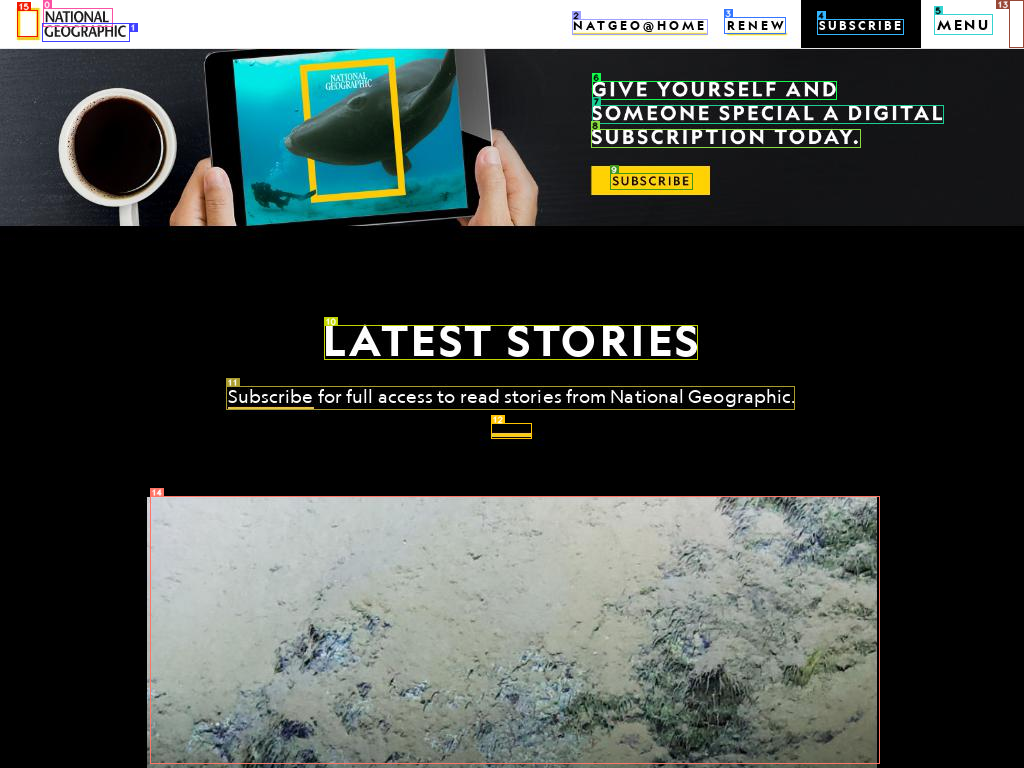 NATIONAL
GEOGRAPHIC
NATGEO@HOME
RENEW
SUBSCRIBE
MENU
NATIONAL
GEOGRAPHIC
GIVE YOURSELF AND
SOMEONE SPECIAL A DIGITAL
SUBSCRIPTION TODAY.
SUBSCRIBE
LATEST STORIES
Subscribe for full access to read stories from National Geographic.
15
0
1
2
3
4
5
13
6
7
8
9
10
11
12
14